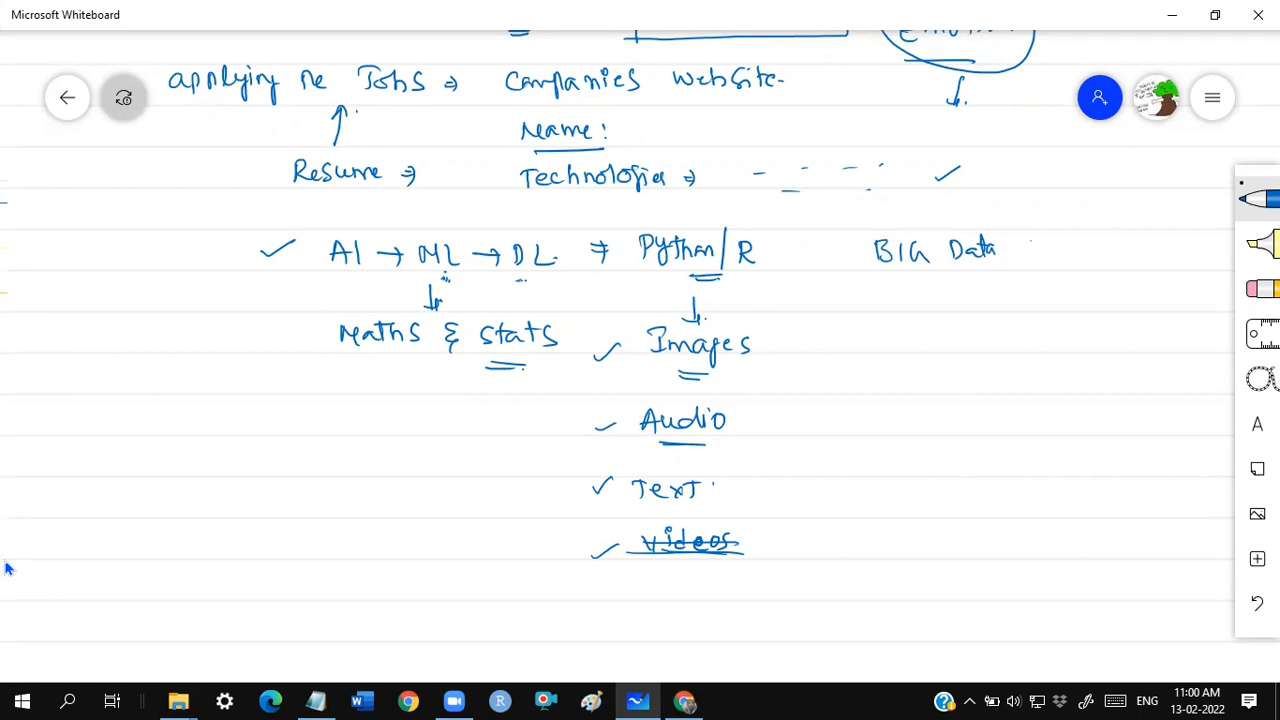 Microsoft Whiteboard
applying ne Jobs ⇒ Companies website
Name:
Resume ⇒ Technologies ⇒
AI → ML → DL ⇒ Python/R BIG Data
Maths & stats
Images
Audio
Text
Videos
A
ENG
11:00 AM
13-02-2022